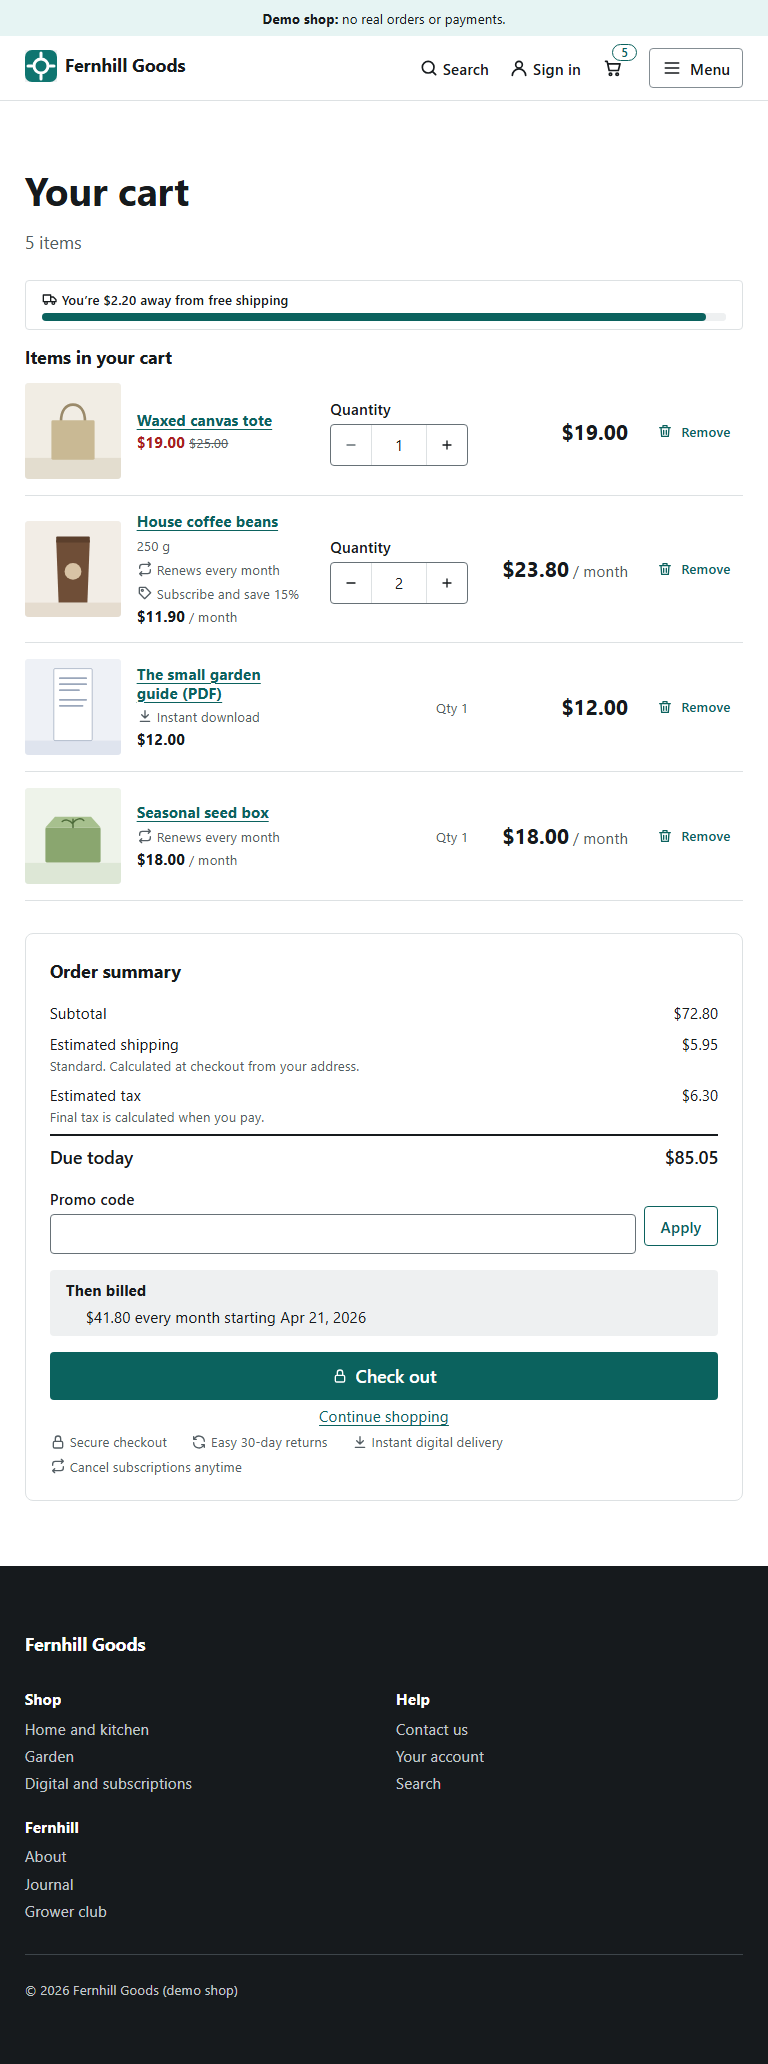 Demo shop: no real orders or payments.
Fernhill Goods
Search
Sign in
5
Menu
Your cart
5 items
You’re $2.20 away from free shipping
Items in your cart
Waxed canvas tote
$19.00 $25.00
Quantity
− 1 +
$19.00
Remove
House coffee beans
250 g
Renews every month
Subscribe and save 15%
$11.90 / month
Quantity
− 2 +
$23.80 / month
Remove
The small garden
guide (PDF)
Instant download
$12.00
Qty 1
$12.00
Remove
Seasonal seed box
Renews every month
$18.00 / month
Qty 1
$18.00 / month
Remove
Order summary
Subtotal $72.80
Estimated shipping $5.95
Standard. Calculated at checkout from your address.
Estimated tax $6.30
Final tax is calculated when you pay.
Due today $85.05
Promo code
Apply
Then billed
$41.80 every month starting Apr 21, 2026
Check out
Continue shopping
Secure checkout Easy 30-day returns Instant digital delivery
Cancel subscriptions anytime
Fernhill Goods
Shop
Home and kitchen
Garden
Digital and subscriptions
Help
Contact us
Your account
Search
Fernhill
About
Journal
Grower club
© 2026 Fernhill Goods (demo shop)